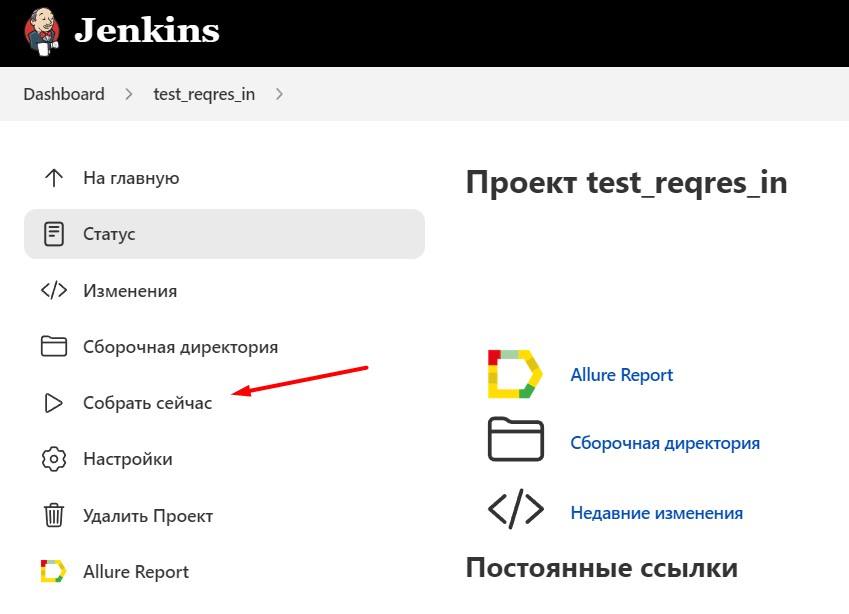 Jenkins
Dashboard
test_reqres_in
На главную
Статус
Изменения
Сборочная директория
Собрать сейчас
Настройки
Удалить Проект
Allure Report
Проект test_reqres_in
Allure Report
Сборочная директория
Недавние изменения
Постоянные ссылки